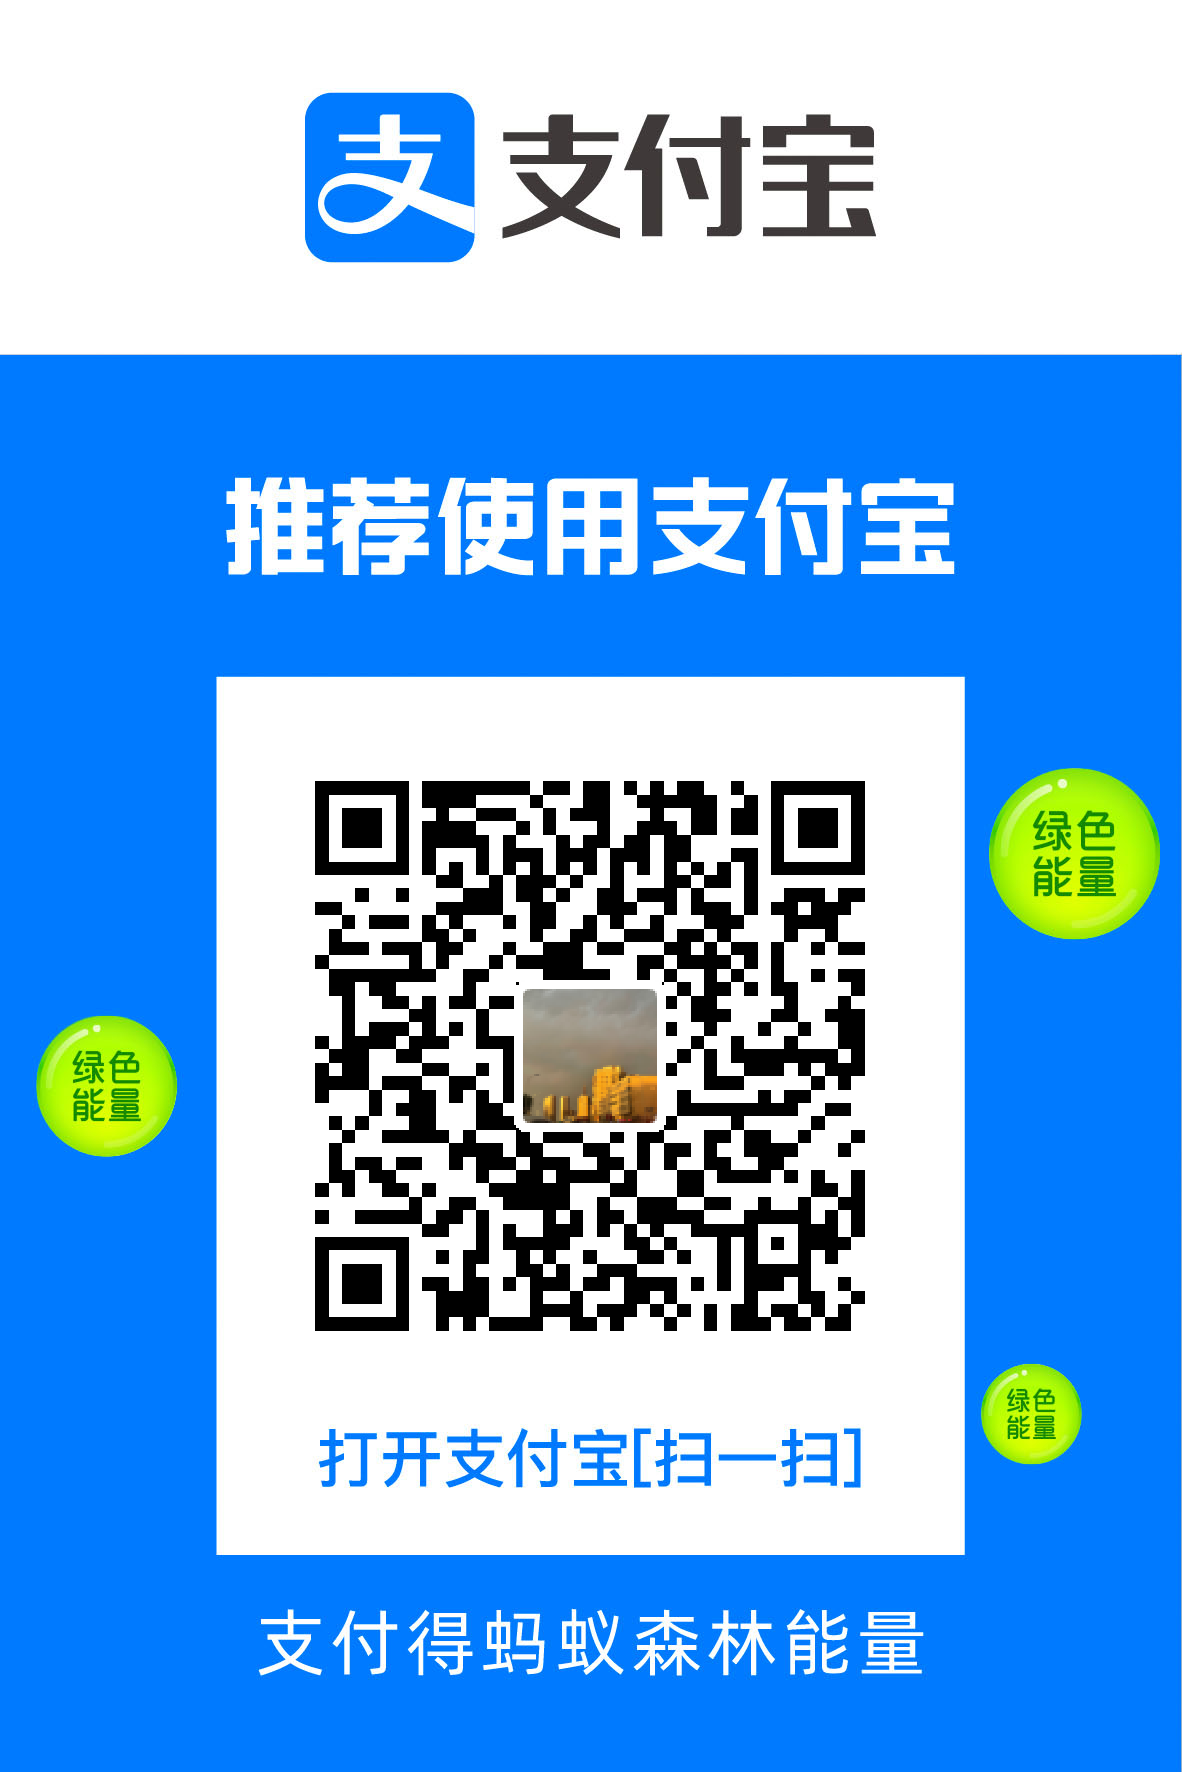 支付宝
推荐使用支付宝
绿色
能量
绿色
能量
绿色
能量
打开支付宝[扫一扫]
支付得蚂蚁森林能量